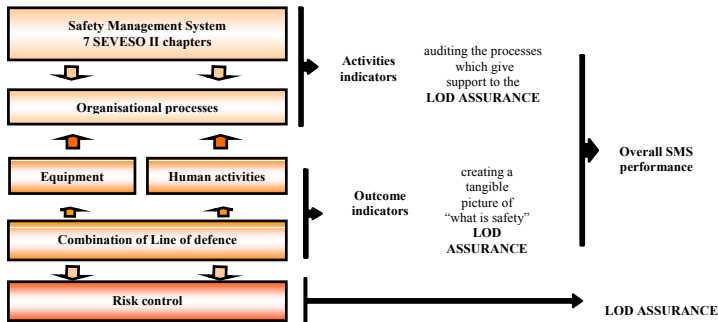 Safety Management System
7 SEVESO II chapters
Organisational processes
Equipment
Human activities
Combination of Line of defence
Risk control
Activities
indicators
auditing the processes
which give
support to the
LOD ASSURANCE
Outcome
indicators
creating a
tangible
picture of
“what is safety”
LOD
ASSURANCE
Overall SMS
performance
LOD ASSURANCE